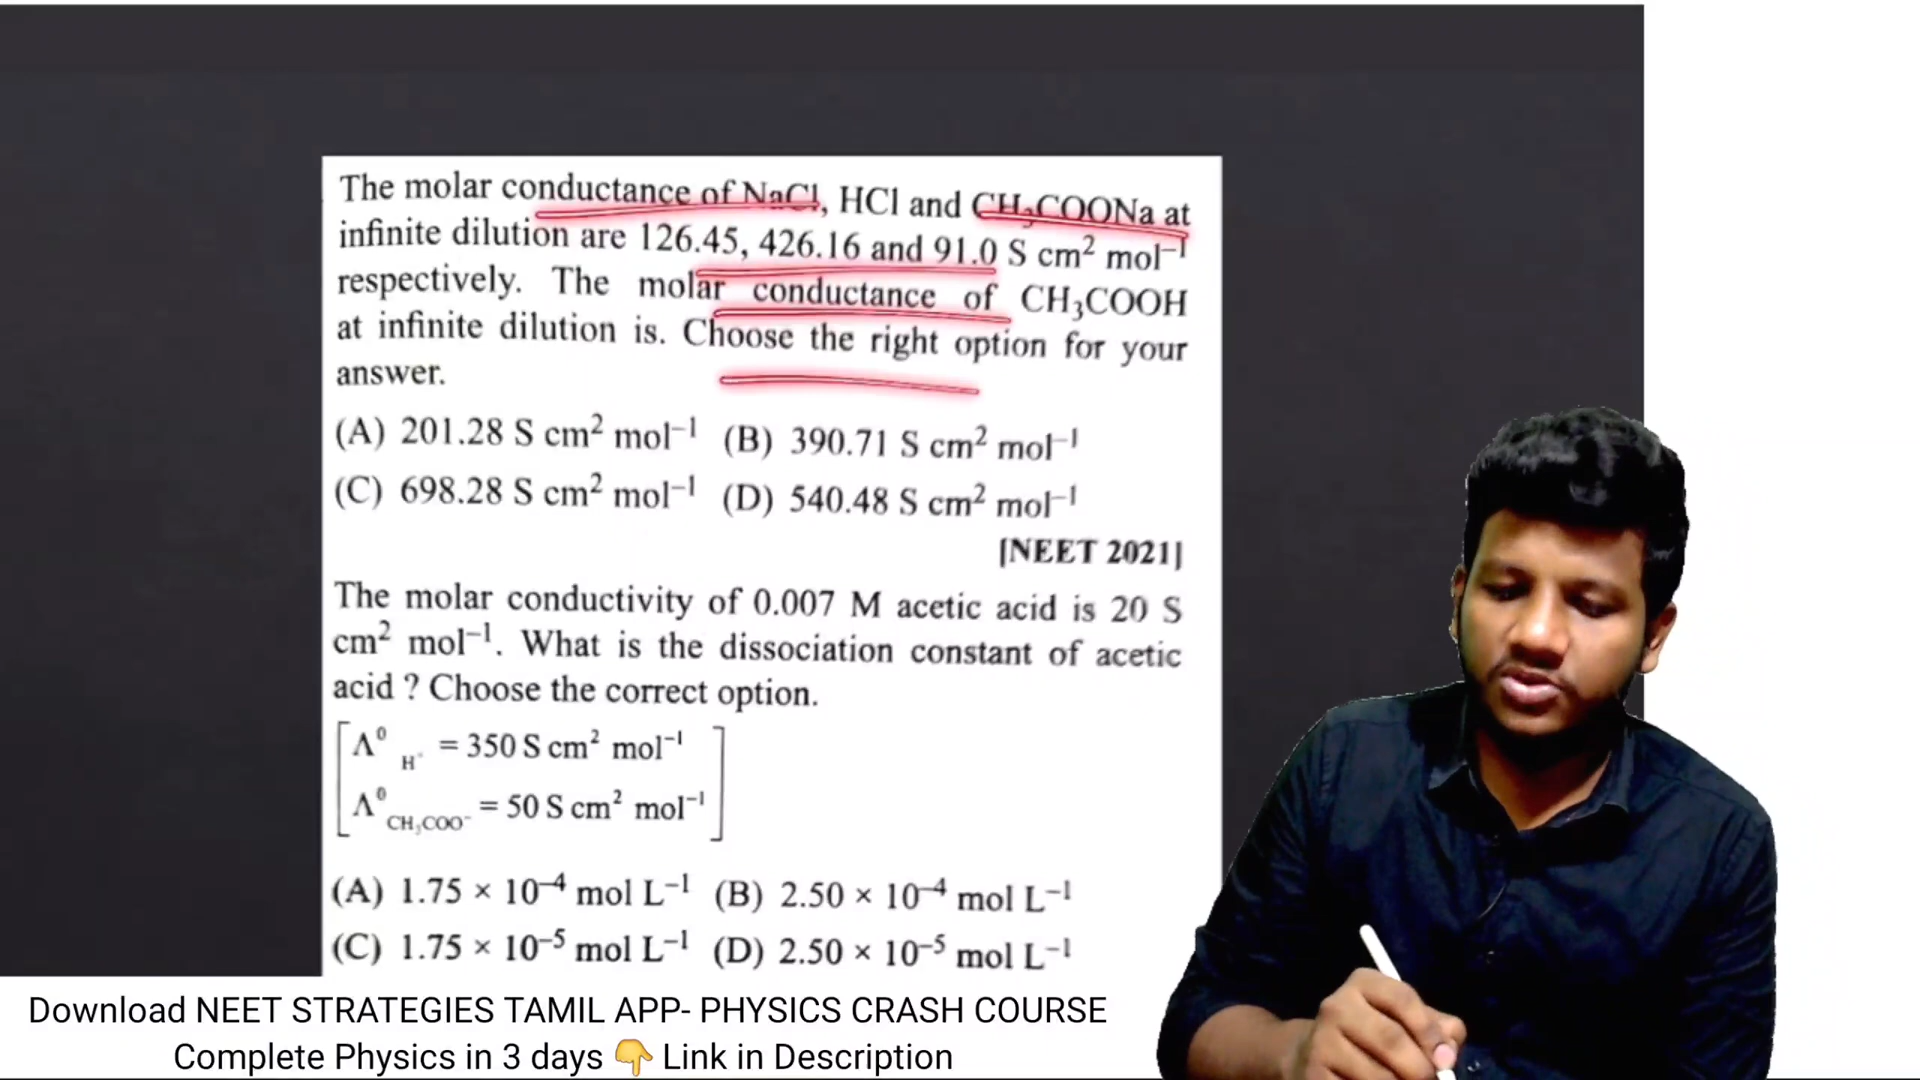 The molar conductance of NaCl, HCl and CH₃COONa at
infinite dilution are 126.45, 426.16 and 91.0 S cm² mol⁻¹
respectively. The molar conductance of CH₃COOH
at infinite dilution is. Choose the right option for your
answer.
(A) 201.28 S cm² mol⁻¹ (B) 390.71 S cm² mol⁻¹
(C) 698.28 S cm² mol⁻¹ (D) 540.48 S cm² mol⁻¹
[NEET 2021]
The molar conductivity of 0.007 M acetic acid is 20 S
cm² mol⁻¹. What is the dissociation constant of acetic
acid ? Choose the correct option.
[Λ⁰ H⁺ = 350 S cm² mol⁻¹
Λ⁰ CH₃COO⁻ = 50 S cm² mol⁻¹]
(A) 1.75 × 10⁻⁴ mol L⁻¹ (B) 2.50 × 10⁻⁴ mol L⁻¹
(C) 1.75 × 10⁻⁵ mol L⁻¹ (D) 2.50 × 10⁻⁵ mol L⁻¹
Download NEET STRATEGIES TAMIL APP- PHYSICS CRASH COURSE
Complete Physics in 3 days 👇 Link in Description